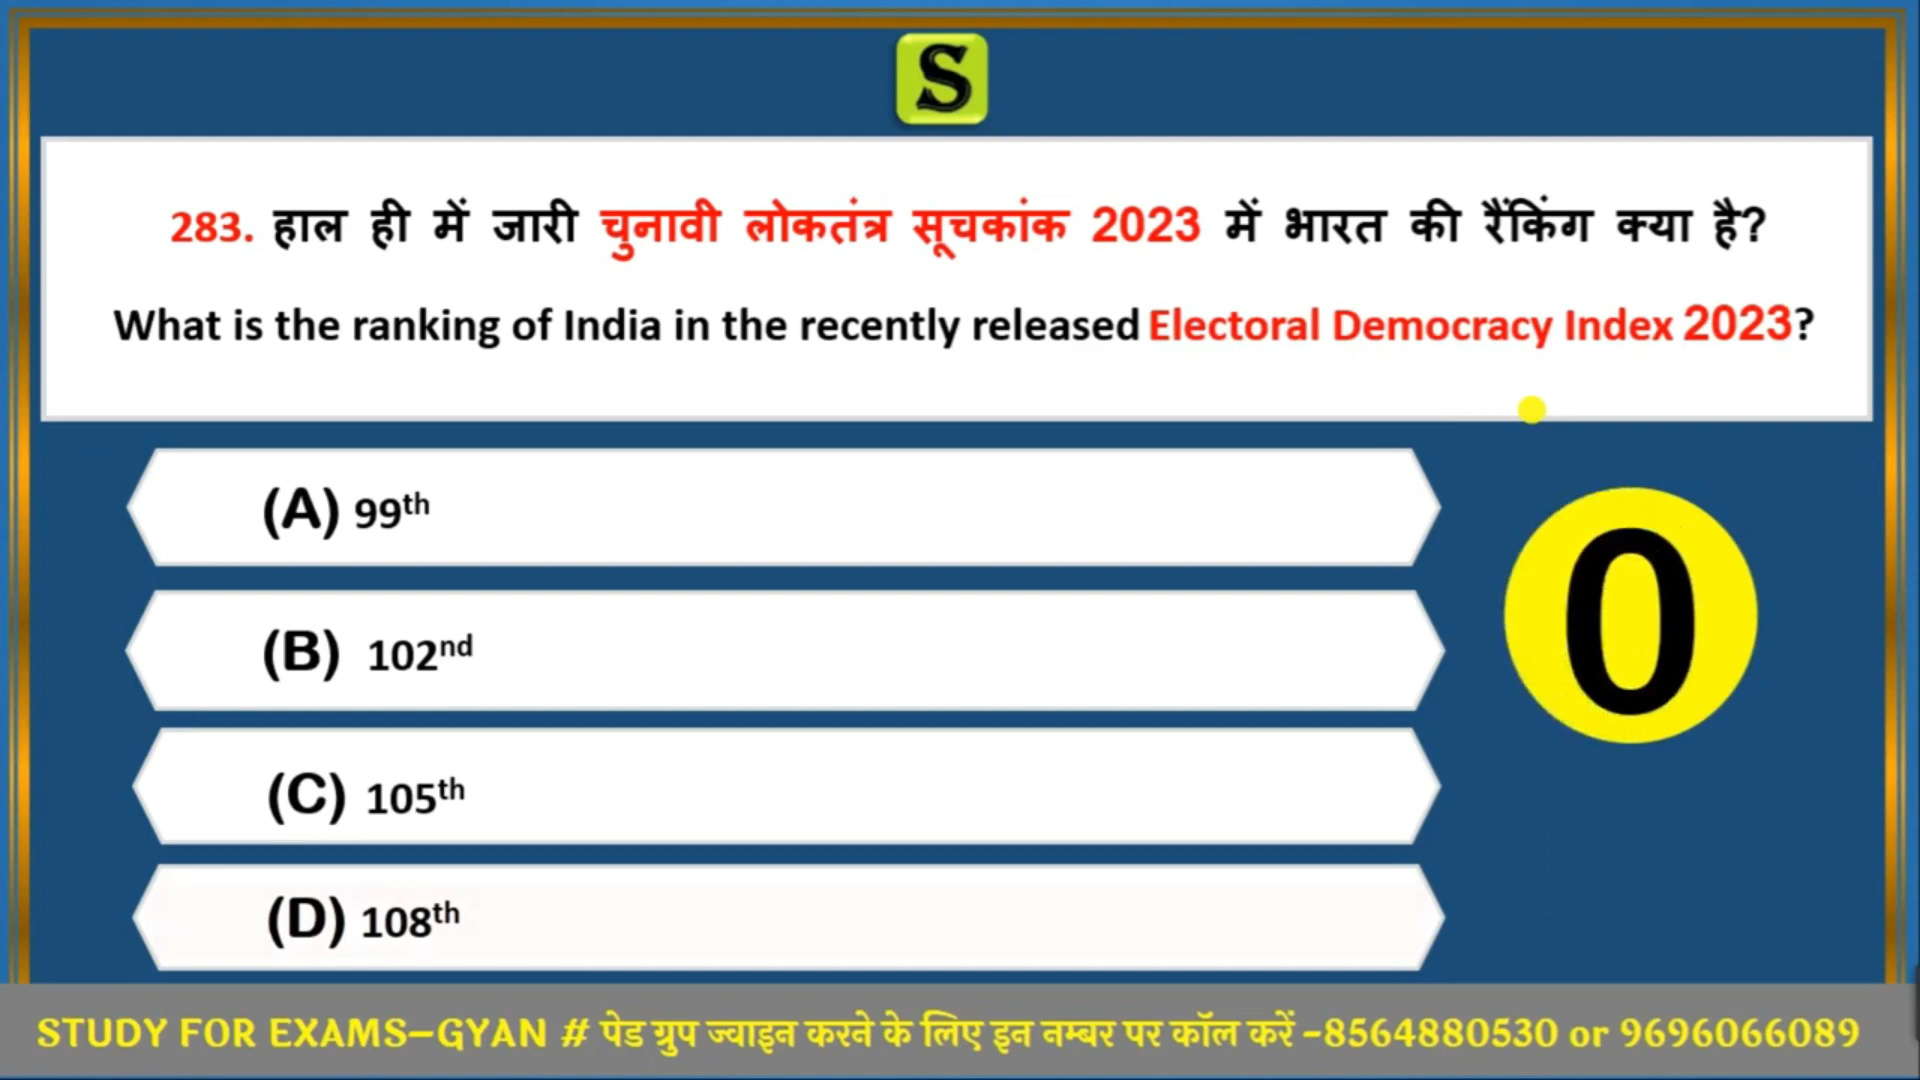 S
283. हाल ही में जारी चुनावी लोकतंत्र सूचकांक 2023 में भारत की रैंकिंग क्या है?
What is the ranking of India in the recently released Electoral Democracy Index 2023?
(A) 99th
(B) 102nd
(C) 105th
(D) 108th
0
STUDY FOR EXAMS–GYAN # पेड ग्रुप ज्वाइन करने के लिए इन नम्बर पर कॉल करें –8564880530 or 9696066089